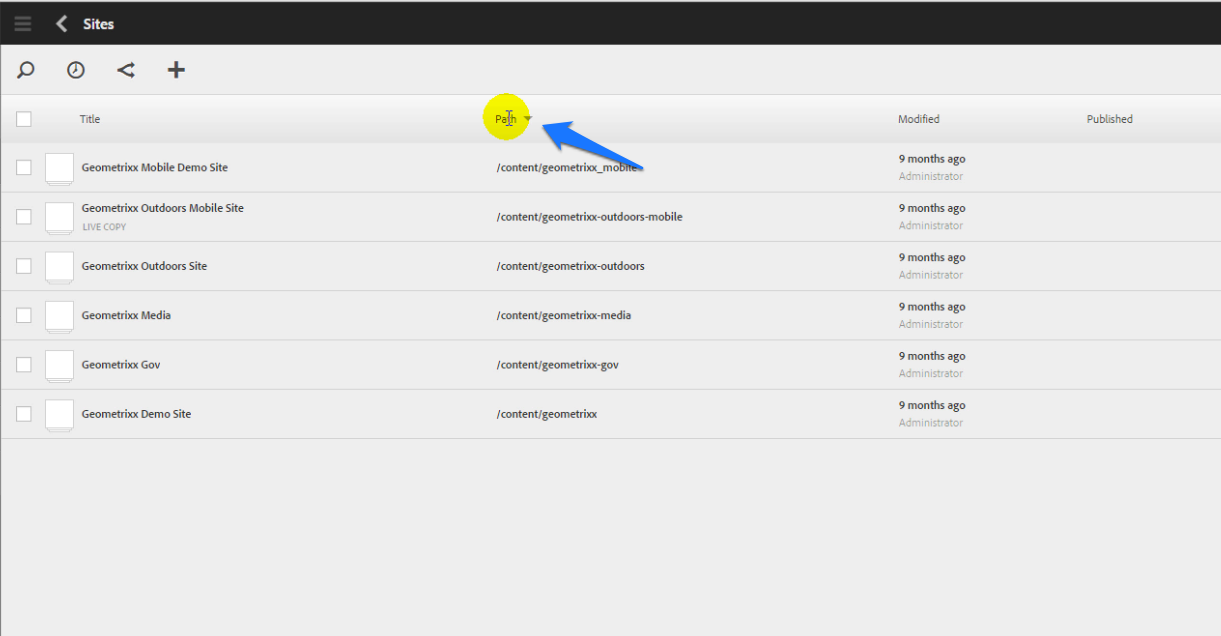 Sites
Title Path Modified Published
Geometrixx Mobile Demo Site /content/geometrixx_mobile 9 months ago
Administrator
Geometrixx Outdoors Mobile Site /content/geometrixx-outdoors-mobile 9 months ago
LIVE COPY Administrator
Geometrixx Outdoors Site /content/geometrixx-outdoors 9 months ago
Administrator
Geometrixx Media /content/geometrixx-media 9 months ago
Administrator
Geometrixx Gov /content/geometrixx-gov 9 months ago
Administrator
Geometrixx Demo Site /content/geometrixx 9 months ago
Administrator